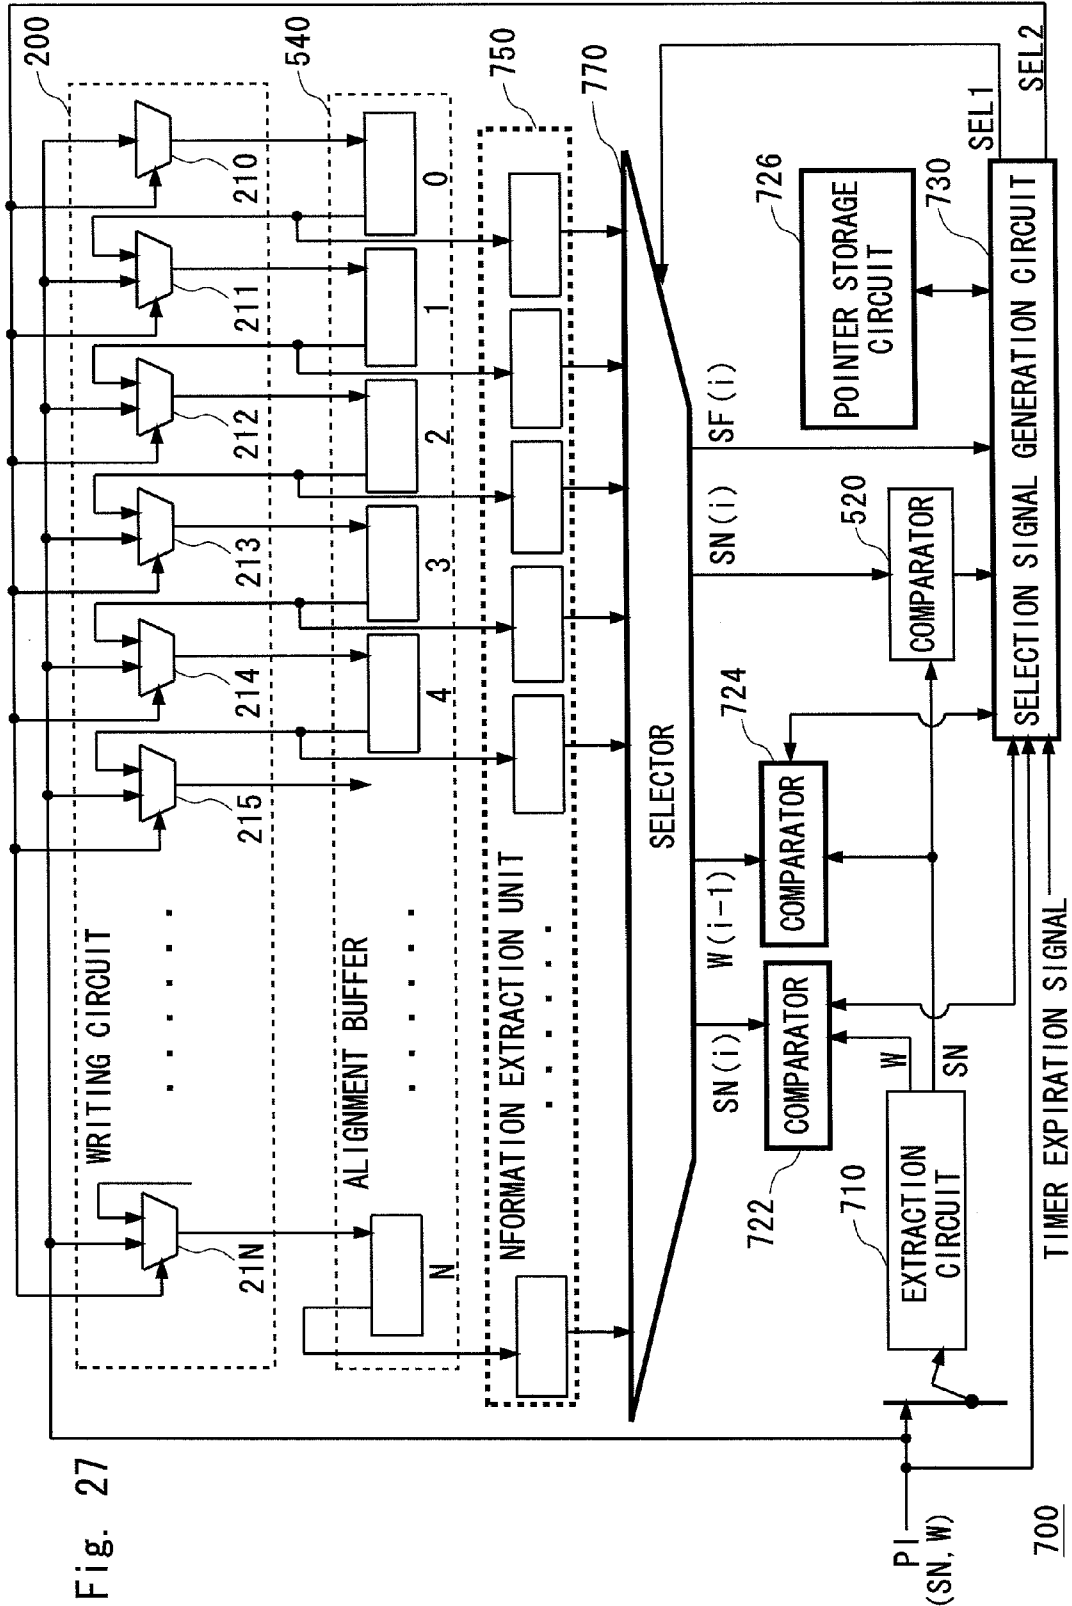 Fig. 27
200
WRITING CIRCUIT
21N
215
214
213
212
211
210
540
ALIGNMENT BUFFER
N
4
3
2
1
0
750
NFORMATION EXTRACTION UNIT
770
SELECTOR
SN(i)
W(i-1)
SN(i)
SF(i)
SEL1
SEL2
722
COMPARATOR
724
COMPARATOR
520
COMPARATOR
726
POINTER STORAGE
CIRCUIT
730
SELECTION SIGNAL GENERATION CIRCUIT
710
EXTRACTION
CIRCUIT
W
SN
PI
(SN, W)
TIMER EXPIRATION SIGNAL
700